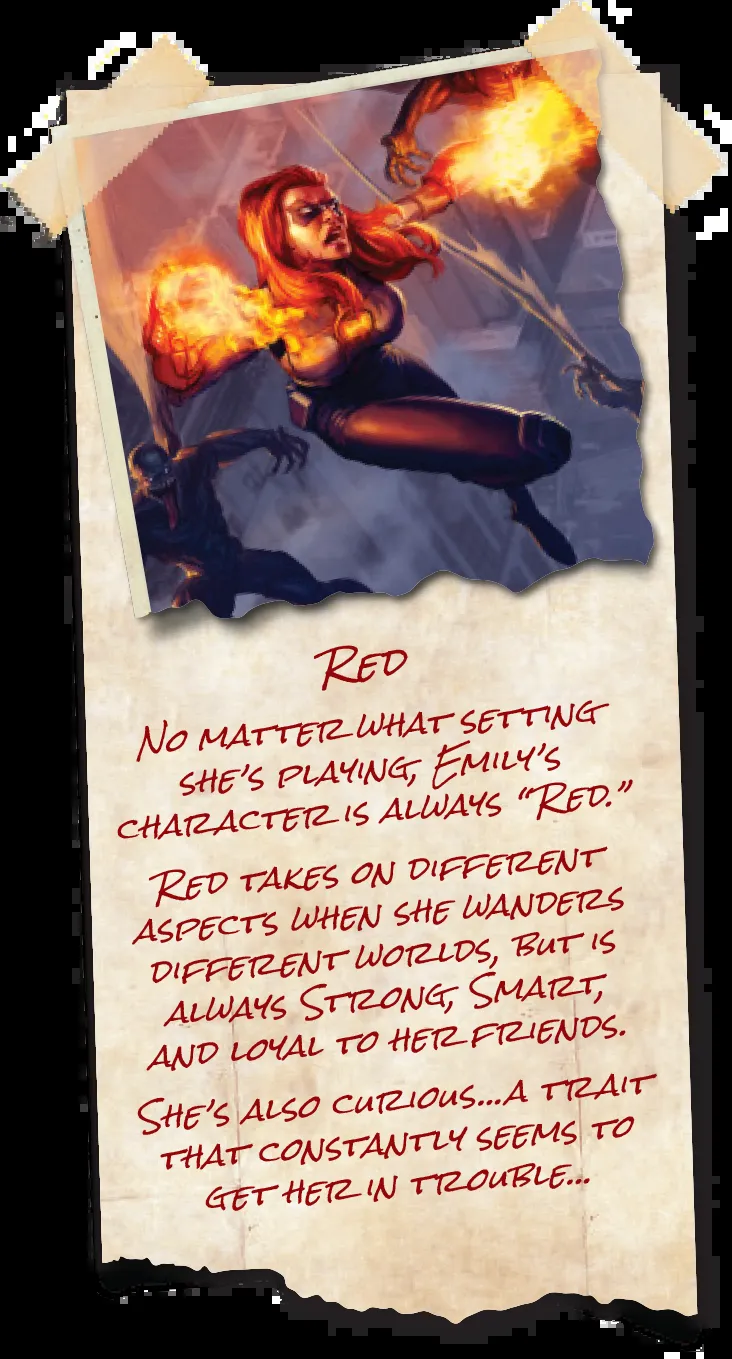 Red
No matter what setting
she's playing, Emily's
character is always "Red."
Red takes on different
aspects when she wanders
different worlds, but is
always Strong, Smart,
and loyal to her friends.
She's also curious...a trait
that constantly seems to
get her in trouble...